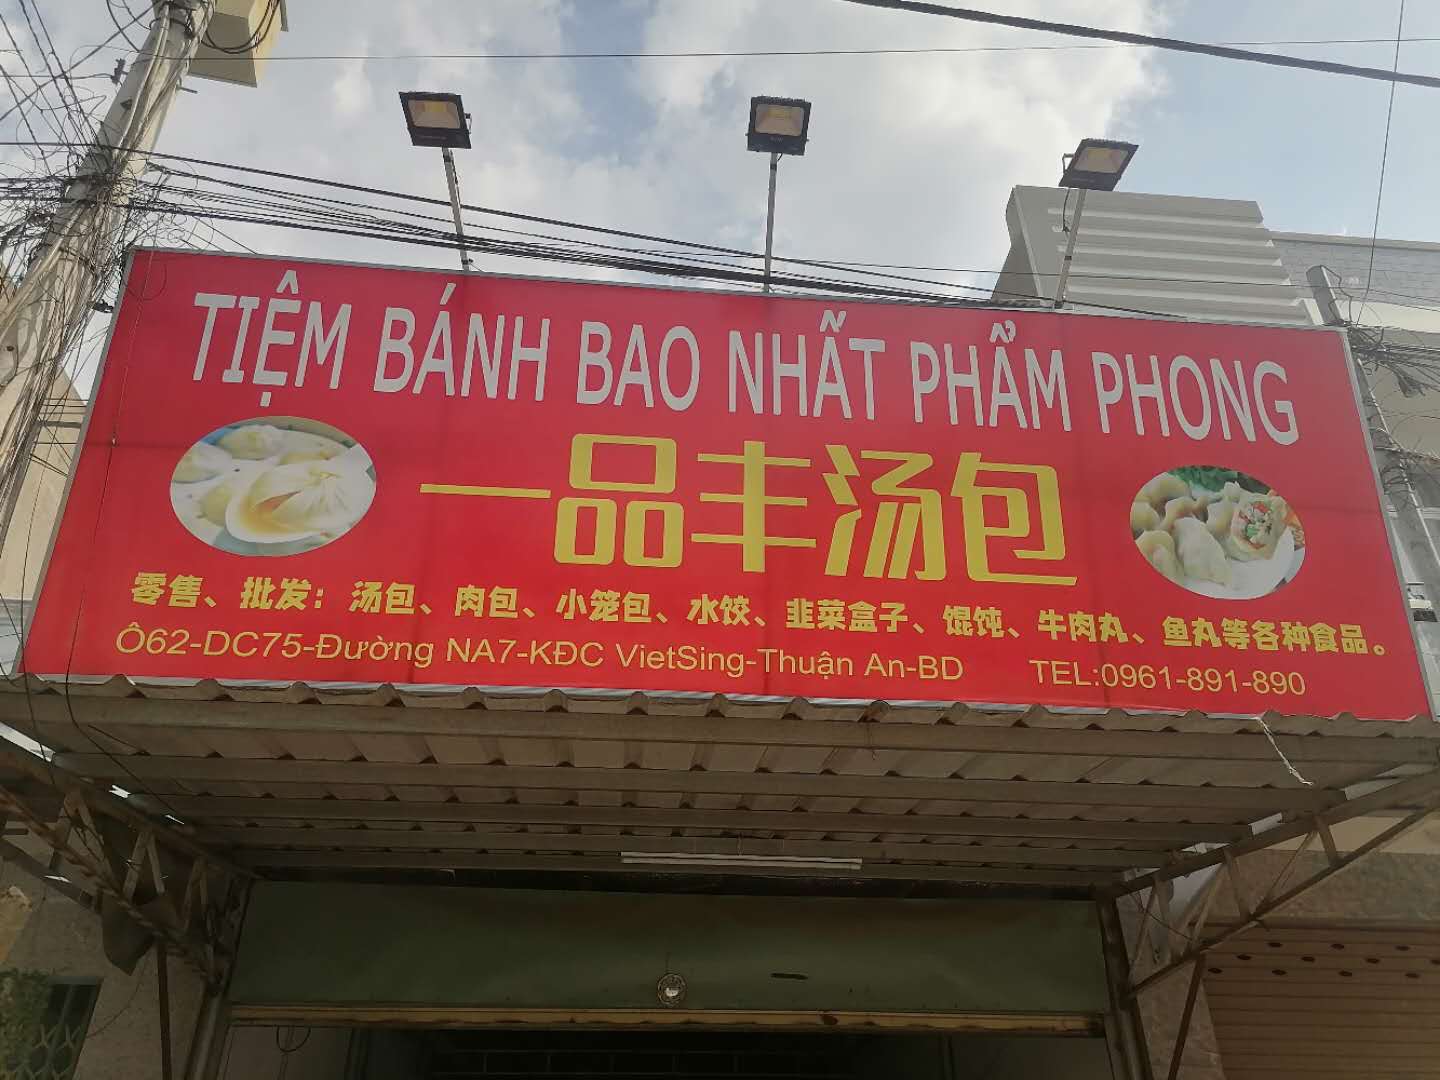 TIỆM BÁNH BAO NHẤT PHẨM PHONG
一品丰汤包
零售、批发：汤包、肉包、小笼包、水饺、韭菜盒子、馄饨、牛肉丸、鱼丸等各种食品。
Ô62-DC75-Đường NA7-KĐC VietSing-Thuận An-BD TEL:0961-891-890